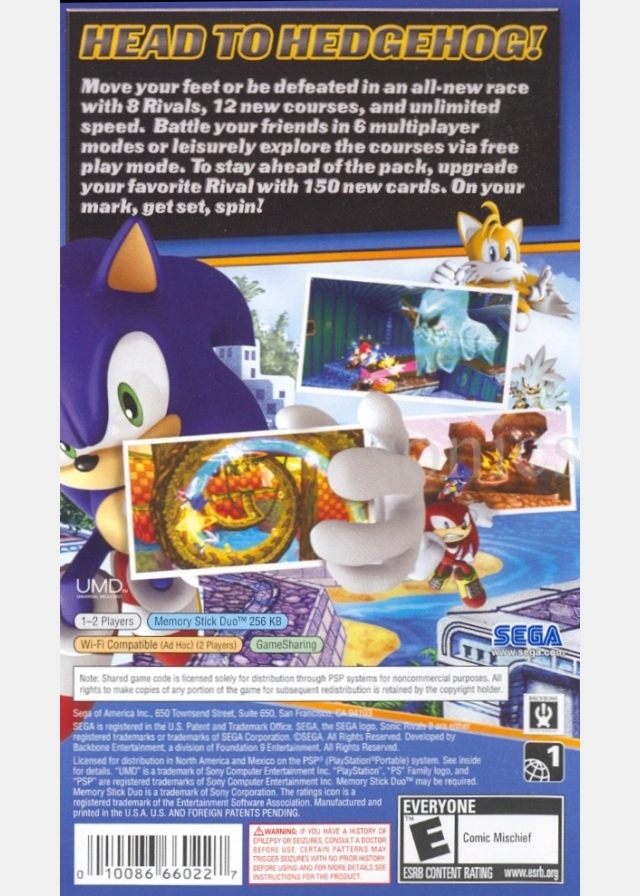 HEAD TO HEDGEHOG!
Move your feet or be defeated in an all-new race
with 8 Rivals, 12 new courses, and unlimited
speed. Battle your friends in 6 multiplayer
modes or leisurely explore the courses via free
play mode. To stay ahead of the pack, upgrade
your favorite Rival with 150 new cards. On your
mark, get set, spin!
UMD™
UNIVERSAL MEDIA DISC
1–2 Players
Memory Stick Duo™ 256 KB
Wi-Fi Compatible (Ad Hoc) (2 Players)
GameSharing
SEGA
www.sega.com
Note: Shared game code is licensed solely for distribution through PSP systems for noncommercial purposes. All
rights to make copies of any portion of the game for subsequent redistribution is retained by the copyright holder.
Sega of America Inc., 650 Townsend Street, Suite 650, San Francisco, CA 94103
SEGA is registered in the U.S. Patent and Trademark Office. SEGA, the SEGA logo, Sonic Rivals 2 are either
registered trademarks or trademarks of SEGA Corporation. ©SEGA. All Rights Reserved. Developed by
Backbone Entertainment, a division of Foundation 9 Entertainment. All Rights Reserved.
Licensed for distribution in North America and Mexico on the PSP® (PlayStation®Portable) system. See inside
for details. "UMD" is a trademark of Sony Computer Entertainment Inc. "PlayStation", "PS" Family logo, and
"PSP" are registered trademarks of Sony Computer Entertainment Inc. Memory Stick Duo™ may be required.
Memory Stick Duo is a trademark of Sony Corporation. The ratings icon is a
registered trademark of the Entertainment Software Association. Manufactured and
printed in the U.S.A. U.S. AND FOREIGN PATENTS PENDING.
BACKBONE
1
0 10086 66022 7
WARNING: IF YOU HAVE A HISTORY OF
EPILEPSY OR SEIZURES, CONSULT A DOCTOR
BEFORE USE. CERTAIN PATTERNS MAY
TRIGGER SEIZURES WITH NO PRIOR HISTORY.
BEFORE USING AND FOR MORE DETAILS SEE
INSTRUCTIONS FOR THE PRODUCT.
EVERYONE
E
TM
Comic Mischief
ESRB CONTENT RATING www.esrb.org